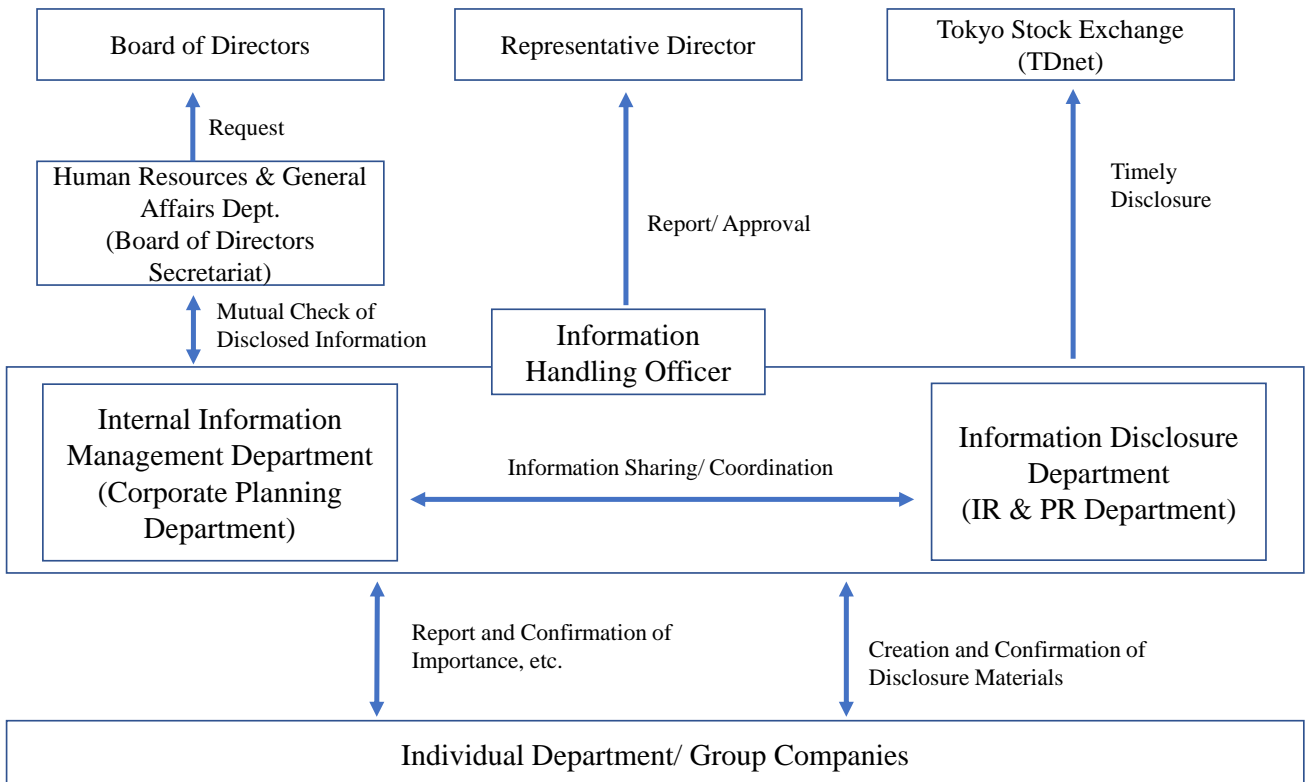 Board of Directors
Representative Director
Tokyo Stock Exchange
(TDnet)
Request
Human Resources & General
Affairs Dept.
(Board of Directors
Secretariat)
Report/ Approval
Timely
Disclosure
Mutual Check of
Disclosed Information
Information
Handling Officer
Internal Information
Management Department
(Corporate Planning
Department)
Information Sharing/ Coordination
Information Disclosure
Department
(IR & PR Department)
Report and Confirmation of
Importance, etc.
Creation and Confirmation of
Disclosure Materials
Individual Department/ Group Companies